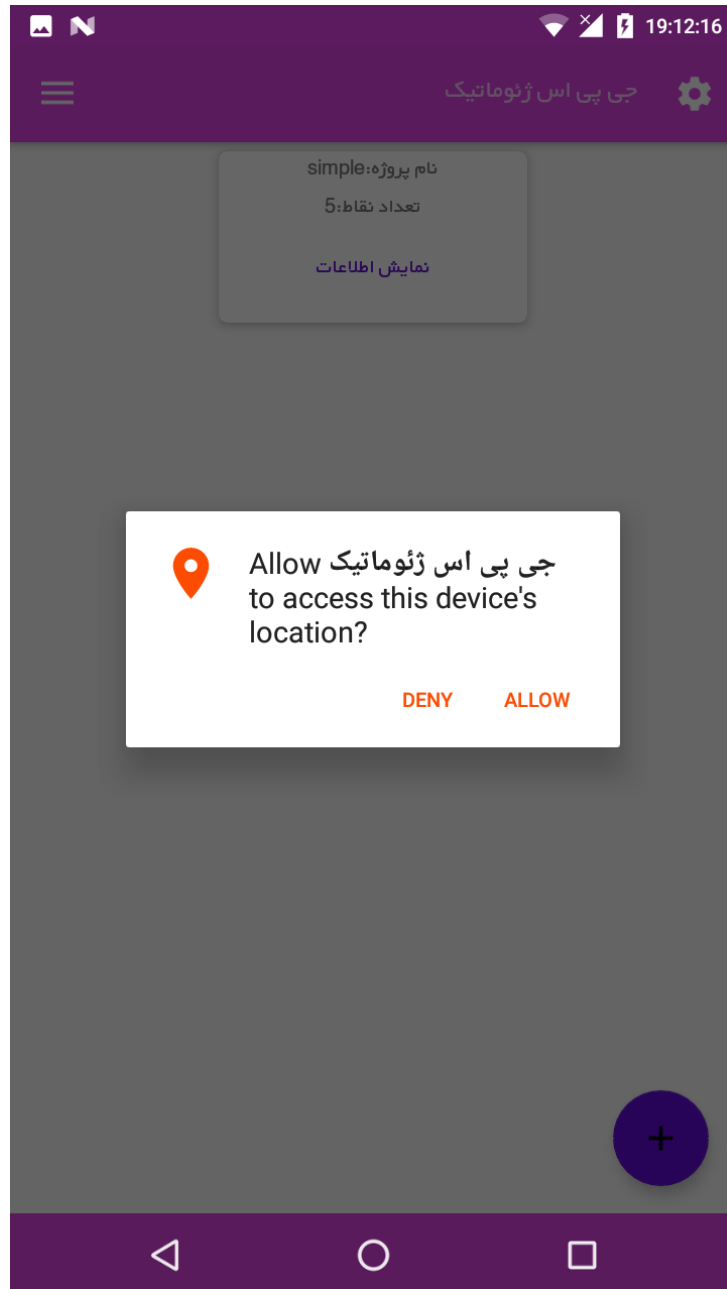 19:12:16
جی پی اس ژئوماتیک
نام پروژه:simple
تعداد نقاط:5
نمایش اطلاعات
Allow جی پی اس ژئوماتیک
to access this device's
location?
DENY ALLOW
+